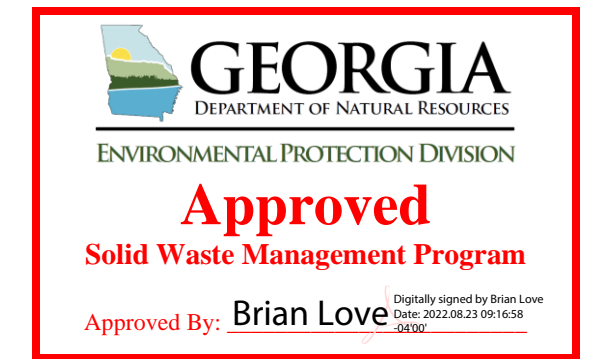 GEORGIA
DEPARTMENT OF NATURAL RESOURCES
ENVIRONMENTAL PROTECTION DIVISION
Approved
Solid Waste Management Program
Approved By: Brian Love
Digitally signed by Brian Love
Date: 2022.08.23 09:16:58
-04'00'